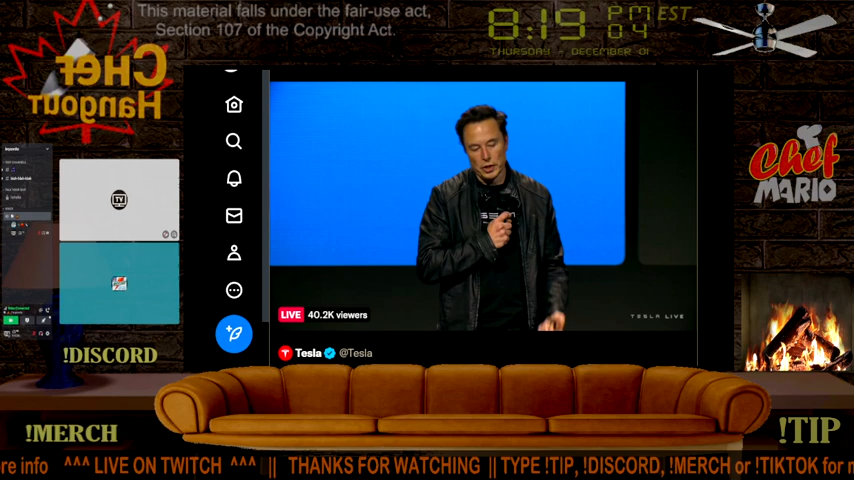 This material falls under the fair-use act,
Section 107 of the Copyright Act.
8:19 PM EST
04
THURSDAY - DECEMBER 01
CHEF
Hangout
Chef
MARIO
TV
LIVE 40.2K viewers
TESLA LIVE
Tesla @Tesla
!DISCORD
!MERCH
!TIP
re info ^^^ LIVE ON TWITCH ^^^ || THANKS FOR WATCHING || TYPE !TIP, !DISCORD, !MERCH or !TIKTOK for m